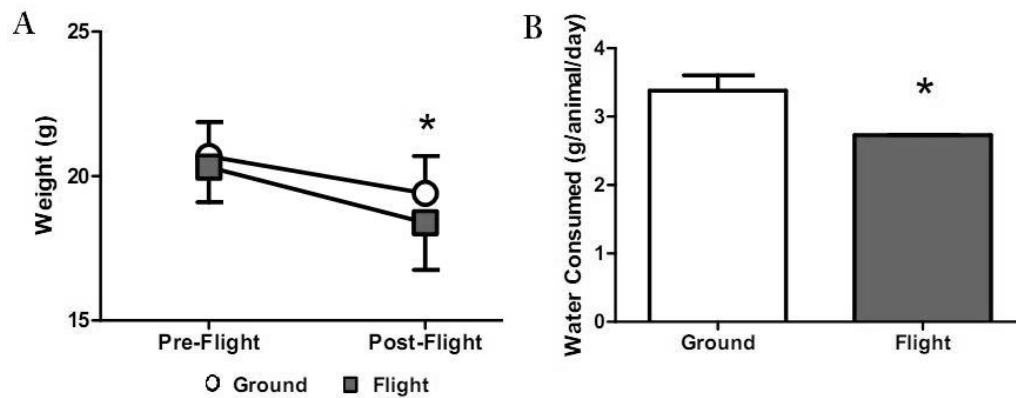 A
Weight (g)
25
20
15
*
Pre-Flight Post-Flight
Ground Flight
B
Water Consumed (g/animal/day)
4
3
2
1
0
*
Ground Flight